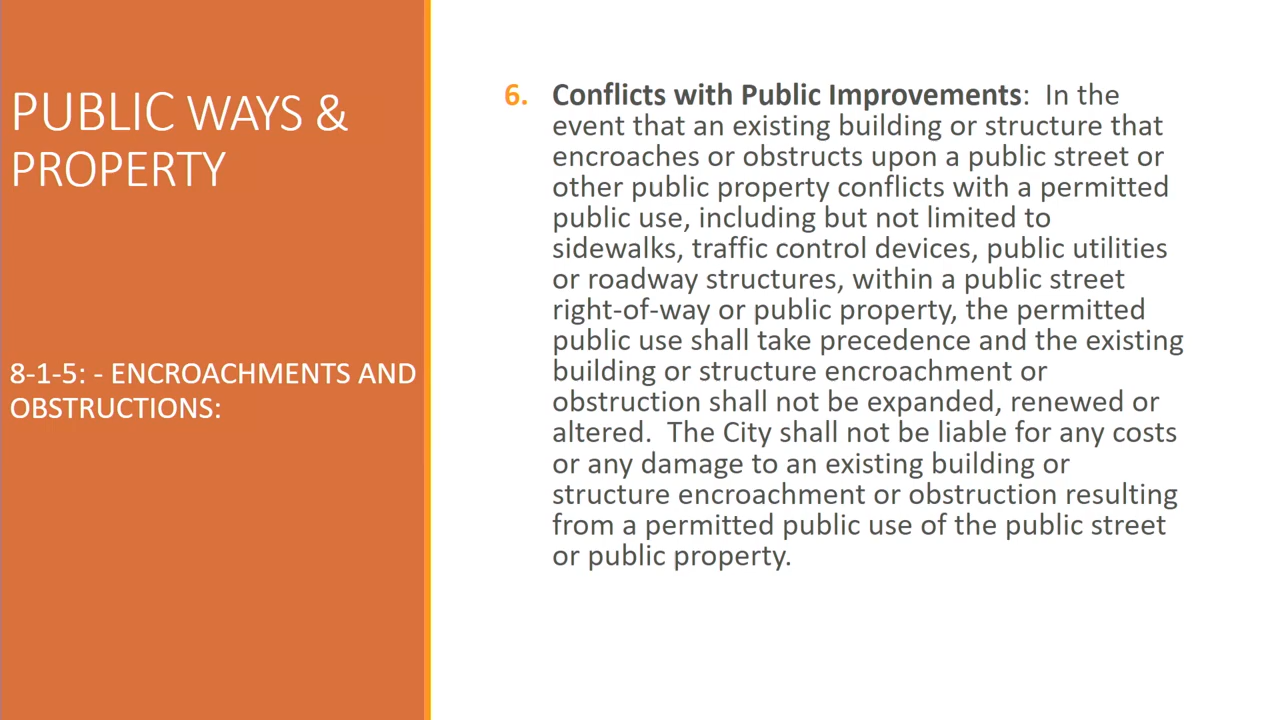 PUBLIC WAYS &
PROPERTY
8-1-5: - ENCROACHMENTS AND
OBSTRUCTIONS:
6. Conflicts with Public Improvements:  In the
event that an existing building or structure that
encroaches or obstructs upon a public street or
other public property conflicts with a permitted
public use, including but not limited to
sidewalks, traffic control devices, public utilities
or roadway structures, within a public street
right-of-way or public property, the permitted
public use shall take precedence and the existing
building or structure encroachment or
obstruction shall not be expanded, renewed or
altered.  The City shall not be liable for any costs
or any damage to an existing building or
structure encroachment or obstruction resulting
from a permitted public use of the public street
or public property.